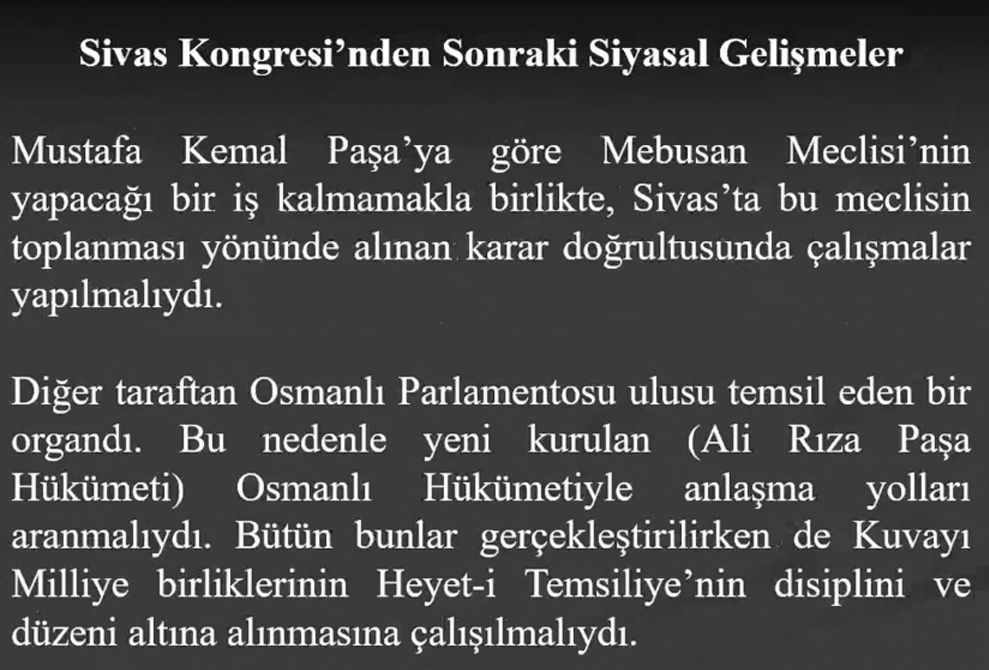 Sivas Kongresi’nden Sonraki Siyasal Gelişmeler
Mustafa Kemal Paşa’ya göre Mebusan Meclisi’nin
yapacağı bir iş kalmamakla birlikte, Sivas’ta bu meclisin
toplanması yönünde alınan karar doğrultusunda çalışmalar
yapılmalıydı.
Diğer taraftan Osmanlı Parlamentosu ulusu temsil eden bir
organdı. Bu nedenle yeni kurulan (Ali Rıza Paşa
Hükümeti) Osmanlı Hükümetiyle anlaşma yolları
aranmalıydı. Bütün bunlar gerçekleştirilirken de Kuvayı
Milliye birliklerinin Heyet-i Temsiliye’nin disiplini ve
düzeni altına alınmasına çalışılmalıydı.